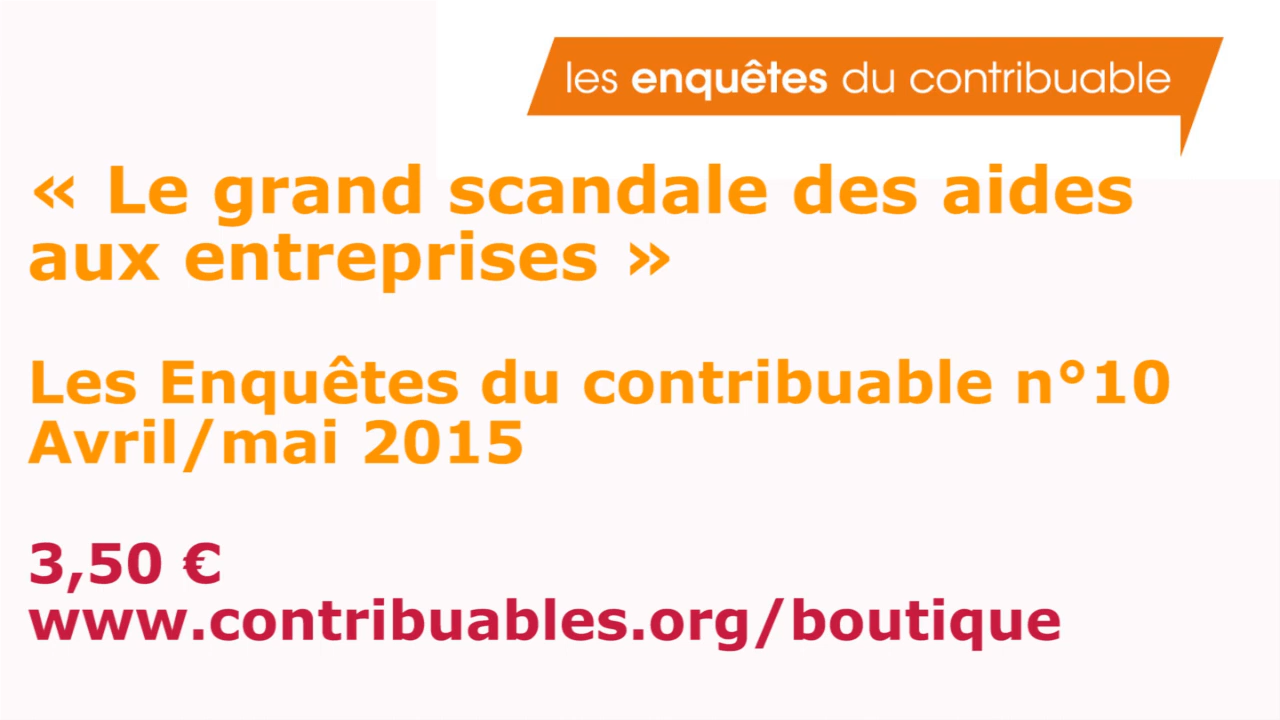 les enquêtes du contribuable
« Le grand scandale des aides
aux entreprises »
Les Enquêtes du contribuable n°10
Avril/mai 2015
3,50 €
www.contribuables.org/boutique